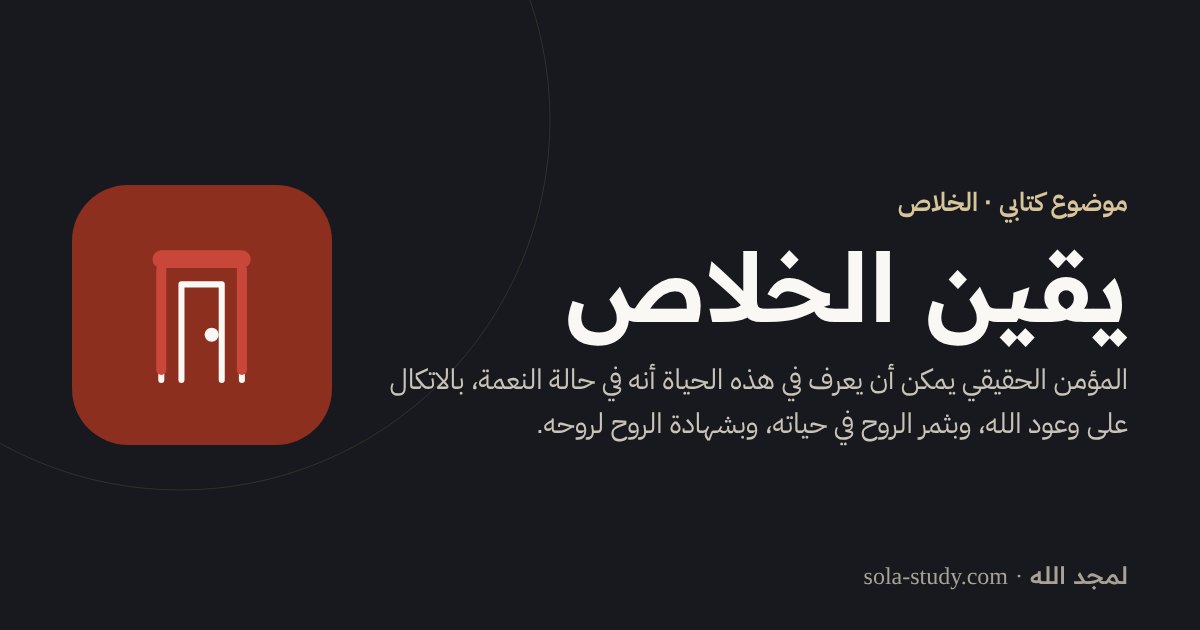 موضوع كتابي · الخلاص
يقين الخلاص
المؤمن الحقيقي يمكن أن يعرف في هذه الحياة أنه في حالة النعمة، بالاتكال
على وعود الله، وبثمر الروح في حياته، وبشهادة الروح لروحه.
لمجد الله · sola-study.com